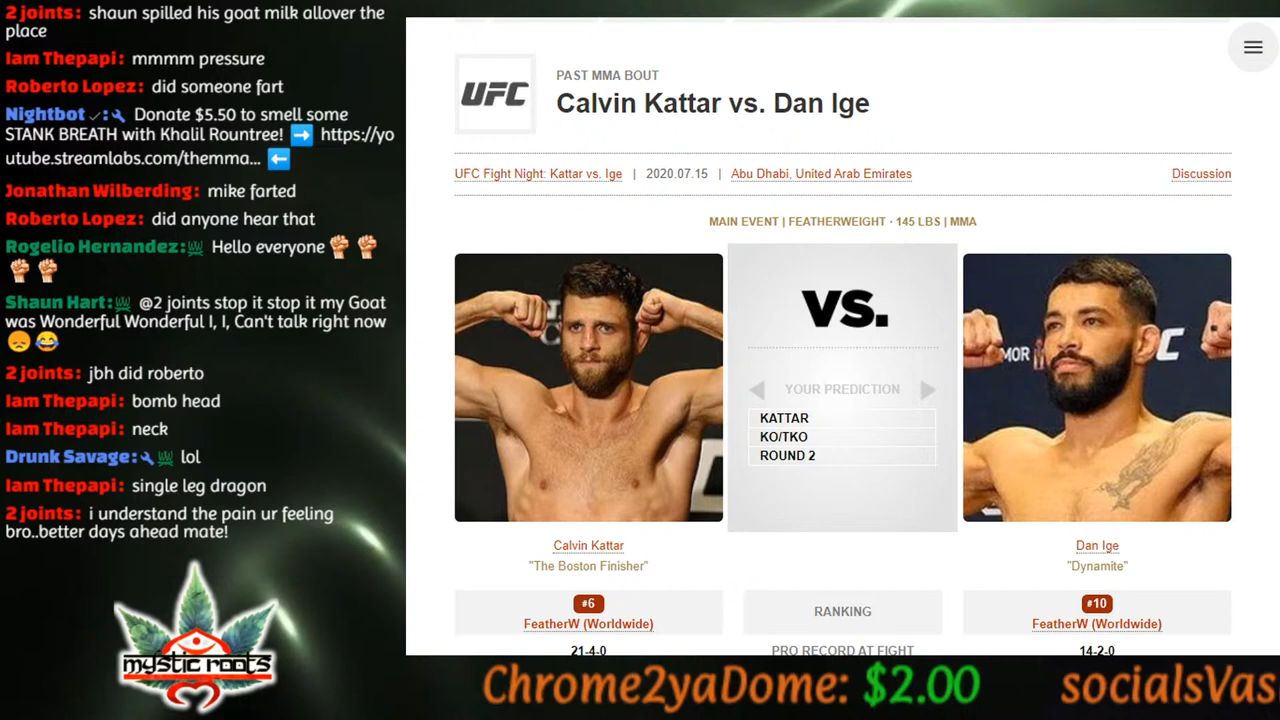 2 joints: shaun spilled his goat milk allover the
place
Iam Thepapi: mmmm pressure
Roberto Lopez: did someone fart
Nightbot ✓:🔧 Donate $5.50 to smell some
STANK BREATH with Khalil Rountree! ➡️ https://yo
utube.streamlabs.com/themma... ⬅️
Jonathan Wilberding: mike farted
Roberto Lopez: did anyone hear that
Rogelio Hernandez: Hello everyone ✊🏼 ✊🏼
✊🏼 ✊🏼
Shaun Hart: @2 joints stop it stop it my Goat
was Wonderful Wonderful I, I, Can't talk right now
😞😂
2 joints: jbh did roberto
Iam Thepapi: bomb head
Iam Thepapi: neck
Drunk Savage:🔧 lol
Iam Thepapi: single leg dragon
2 joints: i understand the pain ur feeling
bro..better days ahead mate!
mystic roots
UFC
PAST MMA BOUT
Calvin Kattar vs. Dan Ige
UFC Fight Night: Kattar vs. Ige | 2020.07.15 | Abu Dhabi, United Arab Emirates
Discussion
MAIN EVENT | FEATHERWEIGHT · 145 LBS | MMA
VS.
MOR
C
YOUR PREDICTION
KATTAR
KO/TKO
ROUND 2
Calvin Kattar
"The Boston Finisher"
Dan Ige
"Dynamite"
#6
FeatherW (Worldwide)
RANKING
#10
FeatherW (Worldwide)
21-4-0
PRO RECORD AT FIGHT
14-2-0
Chrome2yaDome: $2.00
socialsVas